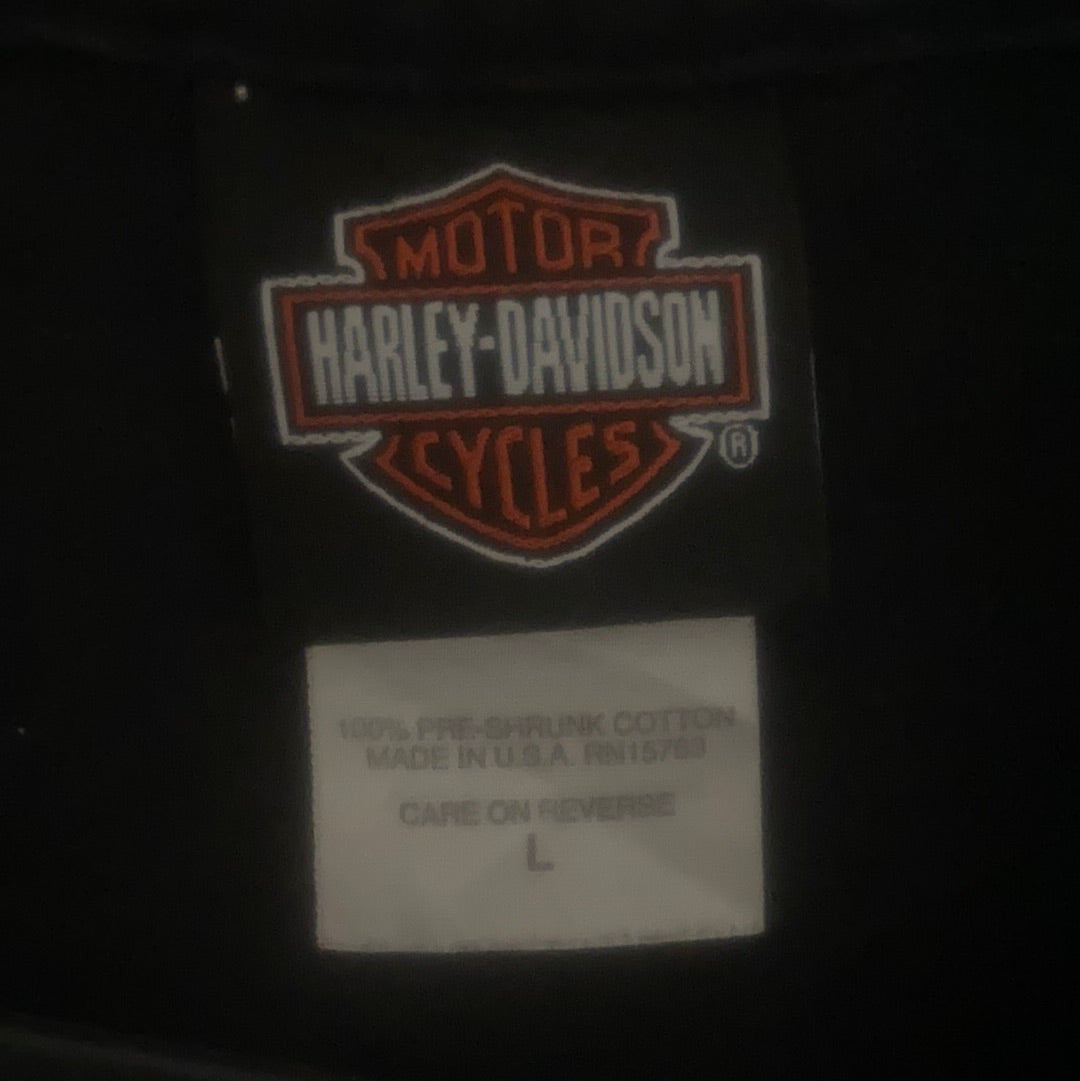 MOTOR
HARLEY-DAVIDSON
CYCLES
®
100% PRE-SHRUNK COTTON
MADE IN U.S.A. RN15763
CARE ON REVERSE
L